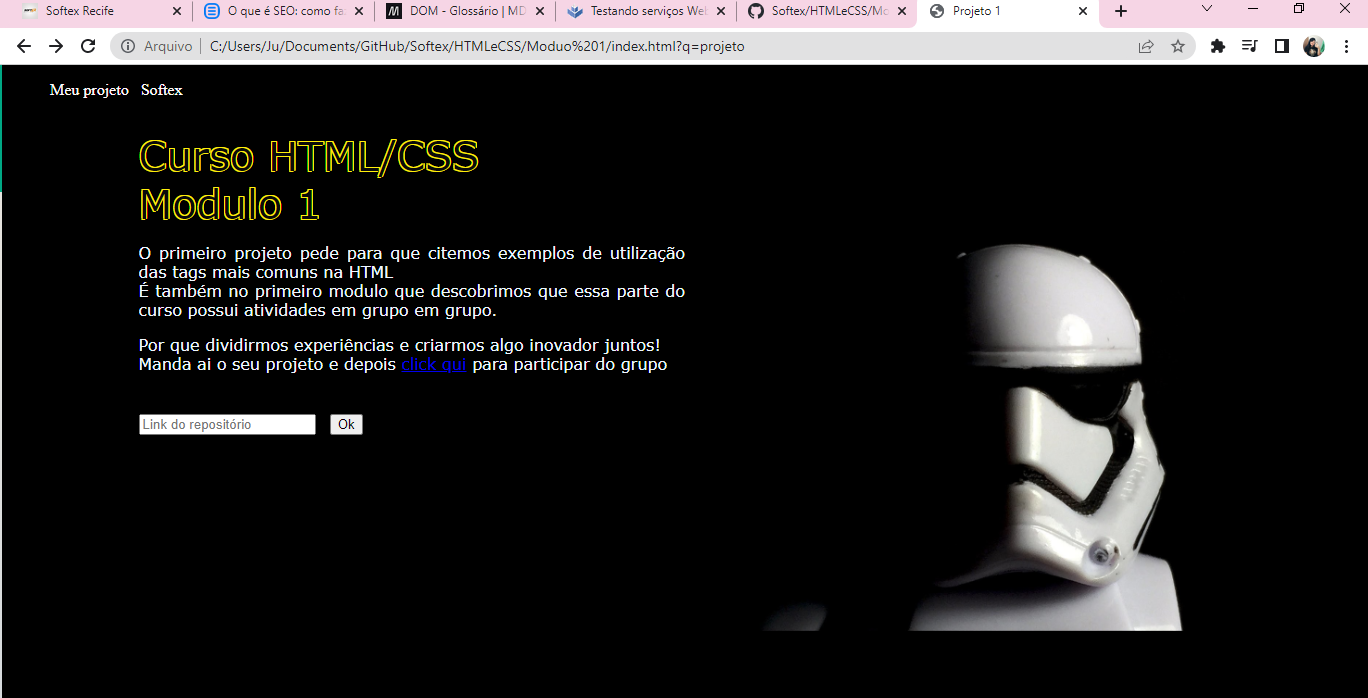 Softex Recife
O que é SEO: como fa
DOM - Glossário | MD
Testando serviços Web
Softex/HTMLeCSS/Mo
Projeto 1
Arquivo
C:/Users/Ju/Documents/GitHub/Softex/HTMLeCSS/Moduo%201/index.html?q=projeto
Meu projeto Softex
Curso HTML/CSS
Modulo 1
O primeiro projeto pede para que citemos exemplos de utilização
das tags mais comuns na HTML
É também no primeiro modulo que descobrimos que essa parte do
curso possui atividades em grupo em grupo.
Por que dividirmos experiências e criarmos algo inovador juntos!
Manda ai o seu projeto e depois click qui para participar do grupo
Link do repositório Ok